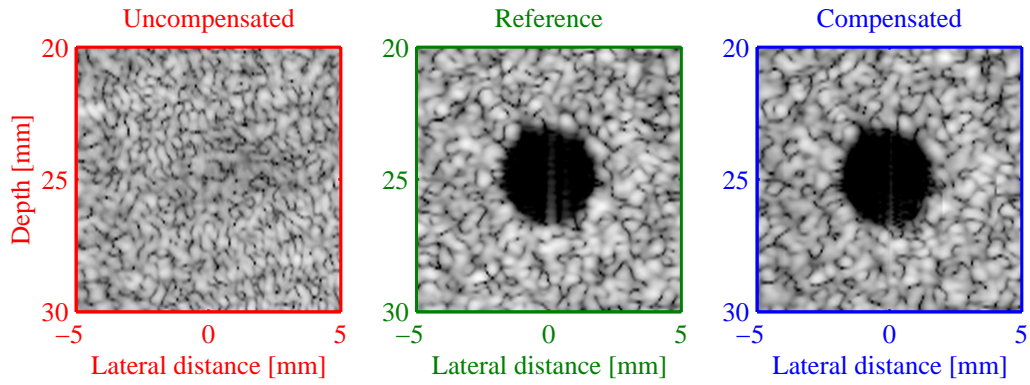 Uncompensated Reference Compensated
20 20 20
Depth [mm]
25 25 25
30 30 30
−5 0 5 −5 0 5 −5 0 5
Lateral distance [mm] Lateral distance [mm] Lateral distance [mm]